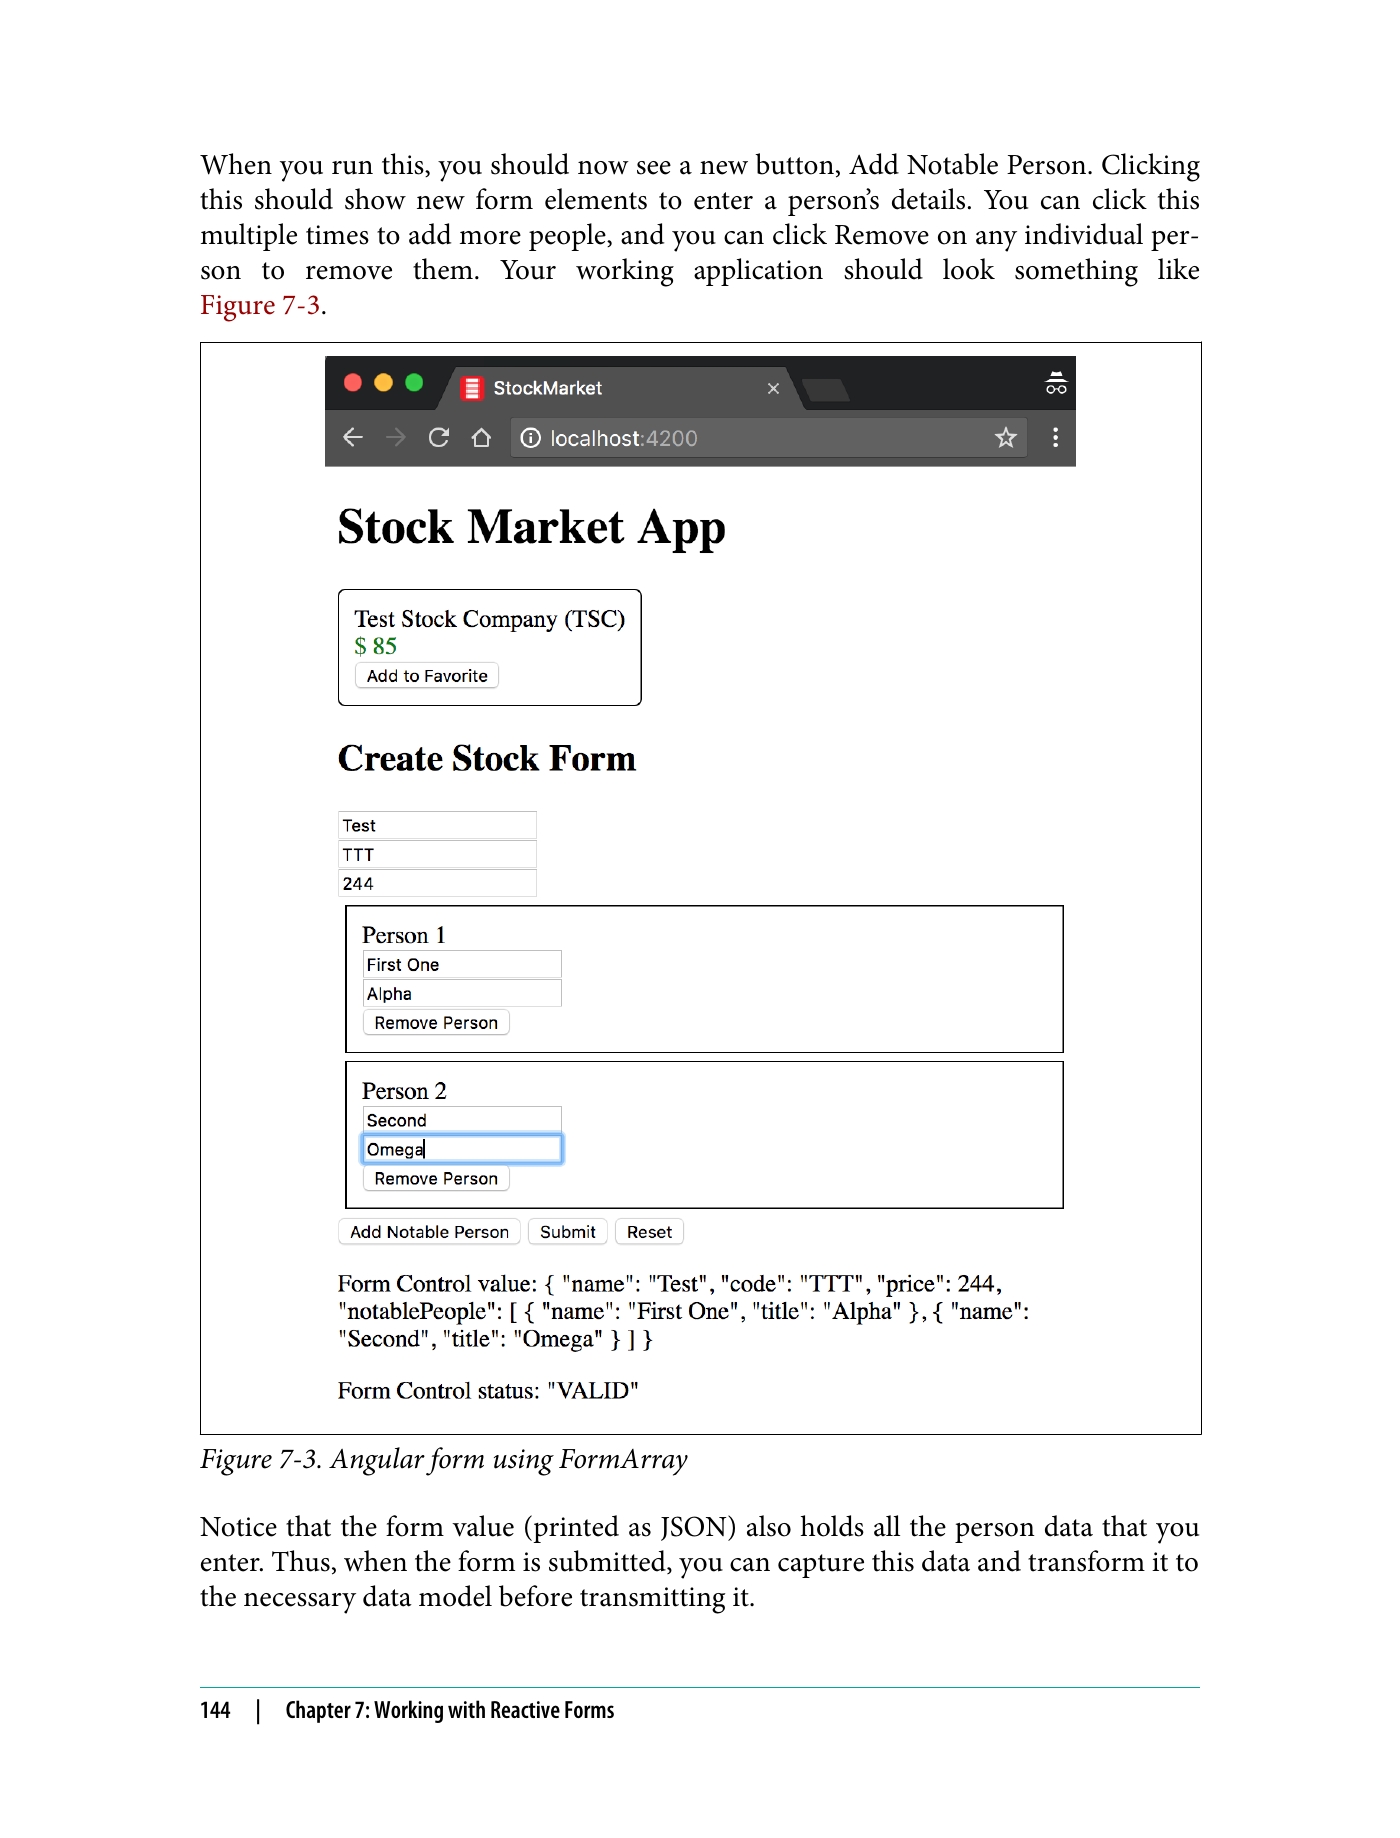 When you run this, you should now see a new button, Add Notable Person. Clicking
this should show new form elements to enter a person’s details. You can click this
multiple times to add more people, and you can click Remove on any individual per-
son to remove them. Your working application should look something like
Figure 7-3.
StockMarket
localhost:4200
Stock Market App
Test Stock Company (TSC)
$ 85
Add to Favorite
Create Stock Form
Test
TTT
244
Person 1
First One
Alpha
Remove Person
Person 2
Second
Omega
Remove Person
Add Notable Person Submit Reset
Form Control value: { "name": "Test", "code": "TTT", "price": 244,
"notablePeople": [ { "name": "First One", "title": "Alpha" }, { "name":
"Second", "title": "Omega" } ] }
Form Control status: "VALID"
Figure 7-3. Angular form using FormArray
Notice that the form value (printed as JSON) also holds all the person data that you
enter. Thus, when the form is submitted, you can capture this data and transform it to
the necessary data model before transmitting it.
144 | Chapter 7: Working with Reactive Forms